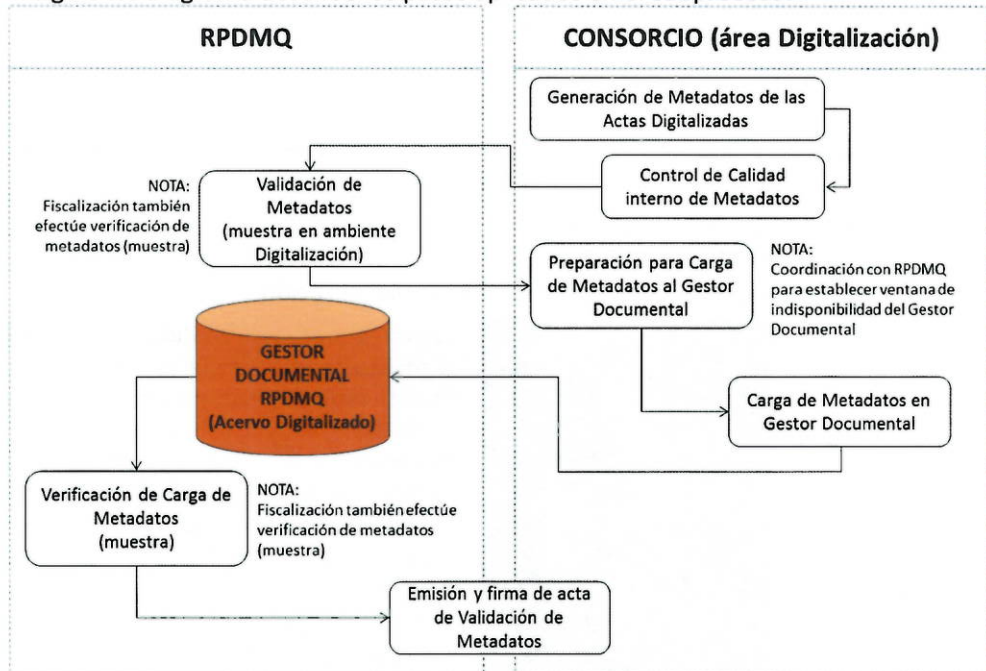 RPDMQ
CONSORCIO (área Digitalización)
Generación de Metadatos de las
Actas Digitalizadas
Control de Calidad
interno de Metadatos
NOTA:
Fiscalización también
efectúe verificación de
metadatos (muestra)
Validación de
Metadatos
(muestra en ambiente
Digitalización)
Preparación para Carga
de Metadatos al Gestor
Documental
NOTA:
Coordinación con RPDMQ
para establecer ventana de
indisponibilidad del Gestor
Documental
GESTOR
DOCUMENTAL
RPDMQ
(Acervo Digitalizado)
Carga de Metadatos en
Gestor Documental
Verificación de Carga de
Metadatos
(muestra)
NOTA:
Fiscalización también efectúe
verificación de metadatos
(muestra)
Emisión y firma de acta
de Validación de
Metadatos